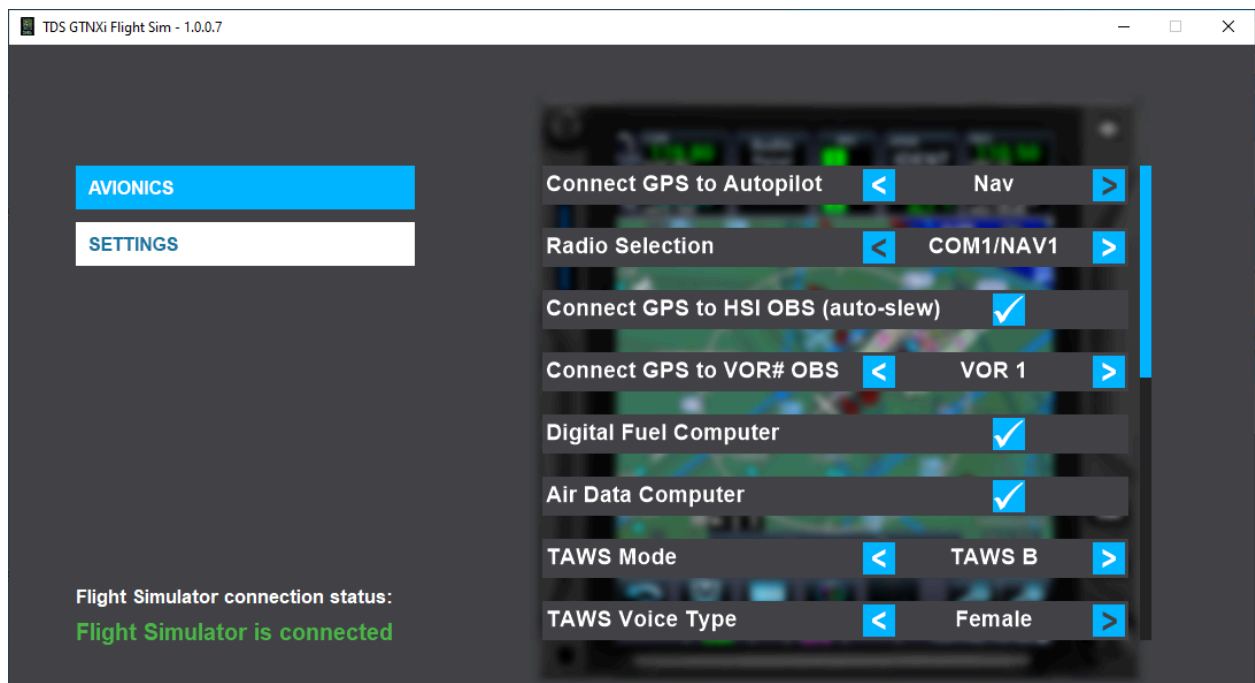 TDS GTNXi Flight Sim - 1.0.0.7
AVIONICS
SETTINGS
Flight Simulator connection status:
Flight Simulator is connected
Connect GPS to Autopilot < Nav >
Radio Selection < COM1/NAV1 >
Connect GPS to HSI OBS (auto-slew)
Connect GPS to VOR# OBS < VOR 1 >
Digital Fuel Computer
Air Data Computer
TAWS Mode < TAWS B >
TAWS Voice Type < Female >